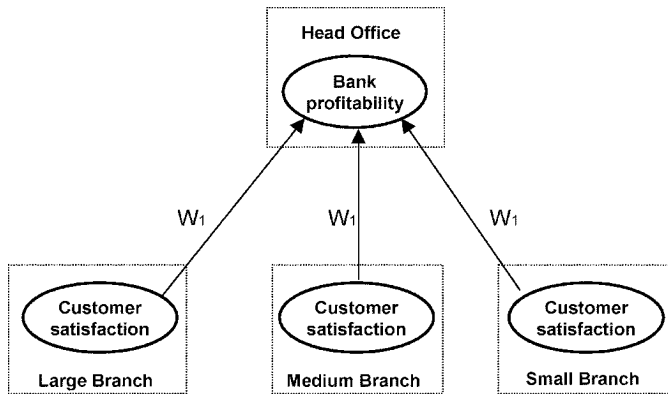 Head Office
Bank
profitability
W₁
W₁
W₁
Customer
satisfaction
Customer
satisfaction
Customer
satisfaction
Large Branch
Medium Branch
Small Branch